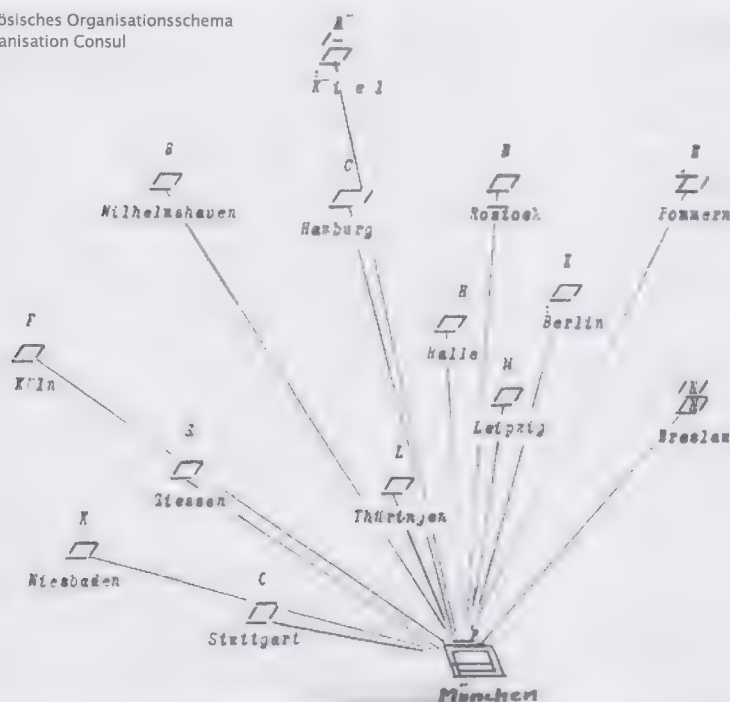 ösisches Organisationsschema
anisation Consul
Kiel
B
C
Wilhelmshaven
Hamburg
Rostock
Pommern
H
Berlin
F
Halle
Köln
Leipzig
Breslau
L
Giessen
Thüringen
K
Wiesbaden
C
Stuttgart
München